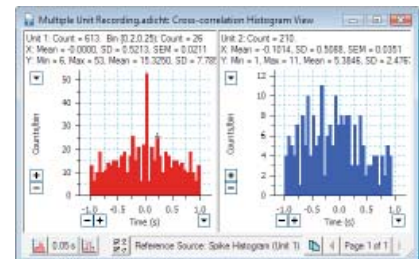 Multiple Unit Recording.adicht: Cross-correlation Histogram View
Unit 1: Count = 613. Bin [0.2,0.25): Count = 26
X: Mean = -0.0000, SD = 0.5213, SEM = 0.0211
Y: Min = 6, Max = 53, Mean = 15.3250, SD = 7.785
Unit 2: Count = 210.
X: Mean = -0.1014, SD = 0.5088, SEM = 0.0351
Y: Min = 1, Max = 11, Mean = 5.3846, SD = 2.4767
50
40
30
20
10
0
Counts/bin
-1.0 -0.5 0.0 0.5 1.0
Time (s)
12
10
8
6
4
2
0
Counts/bin
-1.0 -0.5 0.0 0.5 1.0
Time (s)
0.05 s
Reference Source: Spike Histogram (Unit 1)
Page 1 of 1